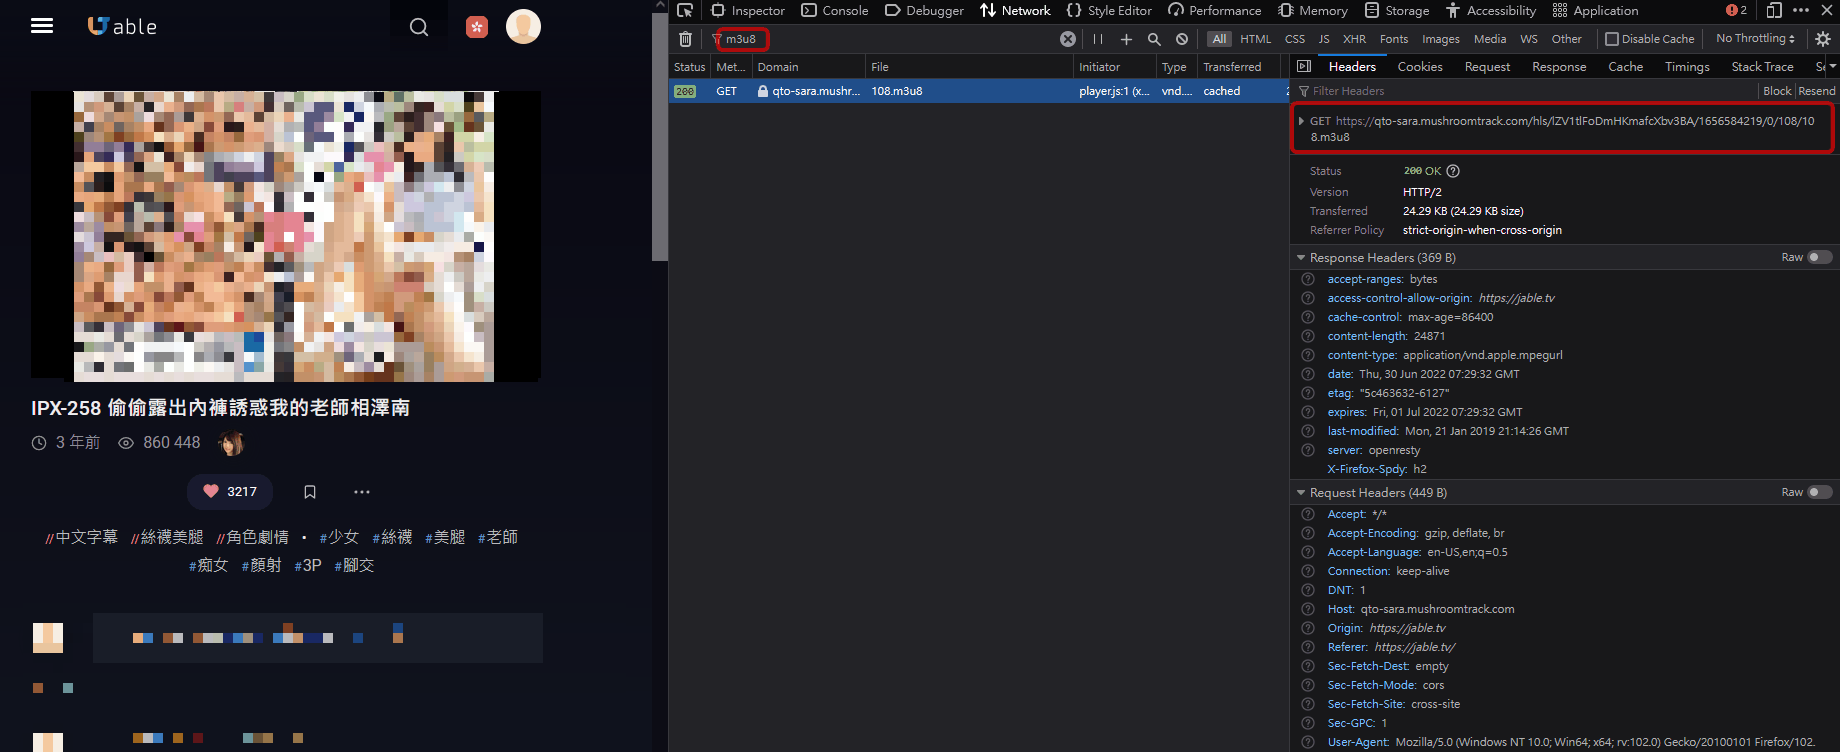 able
IPX-258 偷偷露出內褲誘惑我的老師相澤南
3 年前 860 448
3217
//中文字幕 //絲襪美腿 //角色劇情 • #少女 #絲襪 #美腿 #老師
#痴女 #顏射 #3P #腳交
Inspector Console Debugger Network Style Editor Performance Memory Storage Accessibility Application 2
m3u8 All HTML CSS JS XHR Fonts Images Media WS Other Disable Cache No Throttling
Status Met... Domain File Initiator Type Transferred
200 GET qto-sara.mushr... 108.m3u8 player.js:1 (x... vnd.... cached
Headers Cookies Request Response Cache Timings Stack Trace
Filter Headers Block Resend
GET https://qto-sara.mushroomtrack.com/hls/lZV1tlFoDmHKmafcXbv3BA/1656584219/0/108/10
8.m3u8
Status 200 OK
Version HTTP/2
Transferred 24.29 KB (24.29 KB size)
Referrer Policy strict-origin-when-cross-origin
Response Headers (369 B) Raw
accept-ranges: bytes
access-control-allow-origin: https://jable.tv
cache-control: max-age=86400
content-length: 24871
content-type: application/vnd.apple.mpegurl
date: Thu, 30 Jun 2022 07:29:32 GMT
etag: "5c463632-6127"
expires: Fri, 01 Jul 2022 07:29:32 GMT
last-modified: Mon, 21 Jan 2019 21:14:26 GMT
server: openresty
X-Firefox-Spdy: h2
Request Headers (449 B) Raw
Accept: */*
Accept-Encoding: gzip, deflate, br
Accept-Language: en-US,en;q=0.5
Connection: keep-alive
DNT: 1
Host: qto-sara.mushroomtrack.com
Origin: https://jable.tv
Referer: https://jable.tv/
Sec-Fetch-Dest: empty
Sec-Fetch-Mode: cors
Sec-Fetch-Site: cross-site
Sec-GPC: 1
User-Agent: Mozilla/5.0 (Windows NT 10.0; Win64; x64; rv:102.0) Gecko/20100101 Firefox/102.